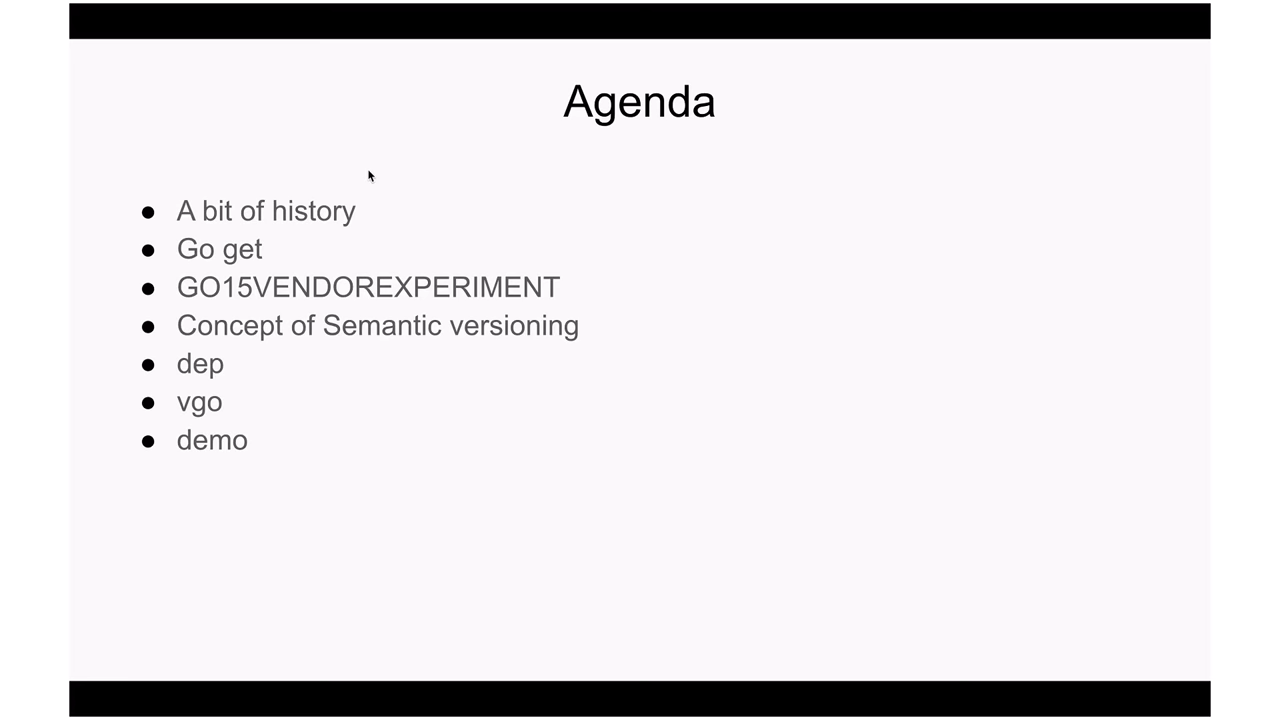 Agenda
● A bit of history
● Go get
● GO15VENDOREXPERIMENT
● Concept of Semantic versioning
● dep
● vgo
● demo